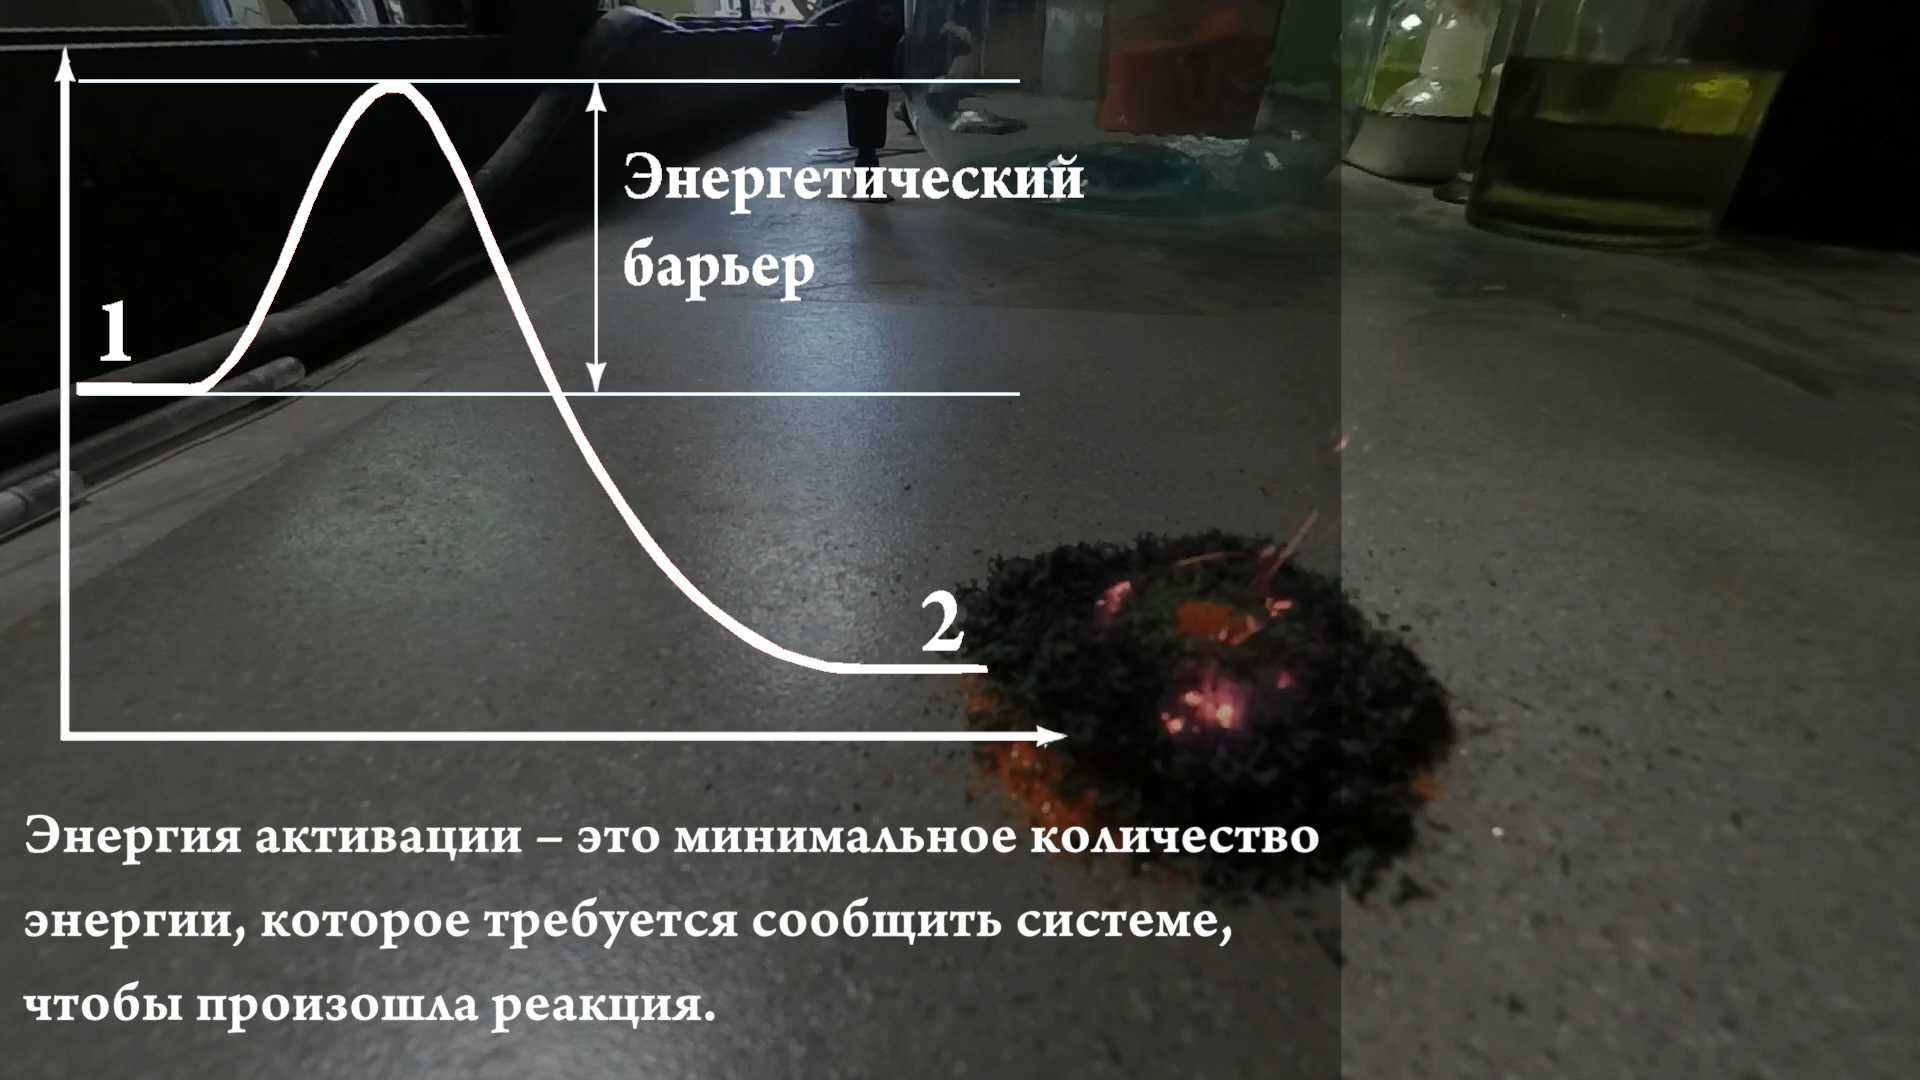 Энергетический
барьер
1
2
Энергия активации – это минимальное количество
энергии, которое требуется сообщить системе,
чтобы произошла реакция.